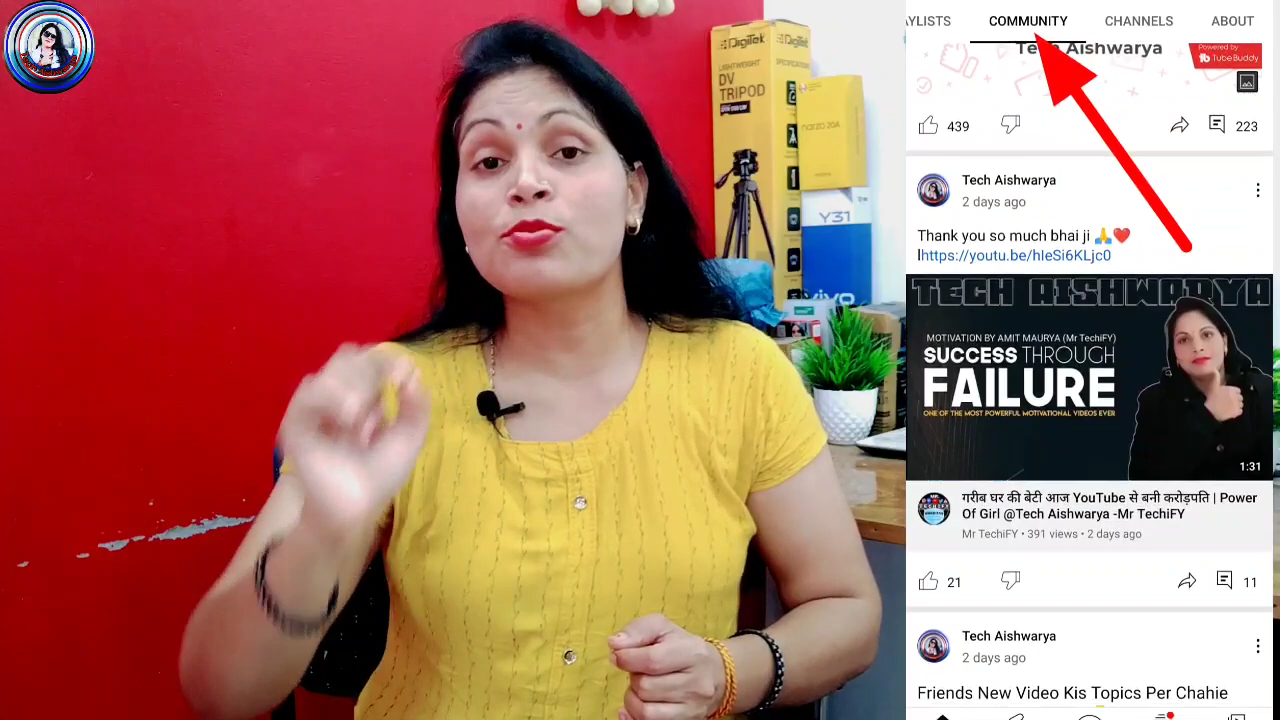 DigiTek
LIGHTWEIGHT
DV
TRIPOD
narzo 20A
Y31
vivo
PLAYLISTS COMMUNITY CHANNELS ABOUT
Tech Aishwarya
Powered by
TubeBuddy
439 223
Tech Aishwarya
2 days ago
Thank you so much bhai ji 🙏❤️
lhttps://youtu.be/hIeSi6KLjc0
TECH AISHWARYA
MOTIVATION BY AMIT MAURYA (Mr TechiFY)
SUCCESS THROUGH
FAILURE
ONE OF THE MOST POWERFUL MOTIVATIONAL VIDEOS EVER
1:31
गरीब घर की बेटी आज YouTube से बनी करोड़पति | Power
Of Girl @Tech Aishwarya -Mr TechiFY
Mr TechiFY • 391 views • 2 days ago
21 11
Tech Aishwarya
2 days ago
Friends New Video Kis Topics Per Chahie